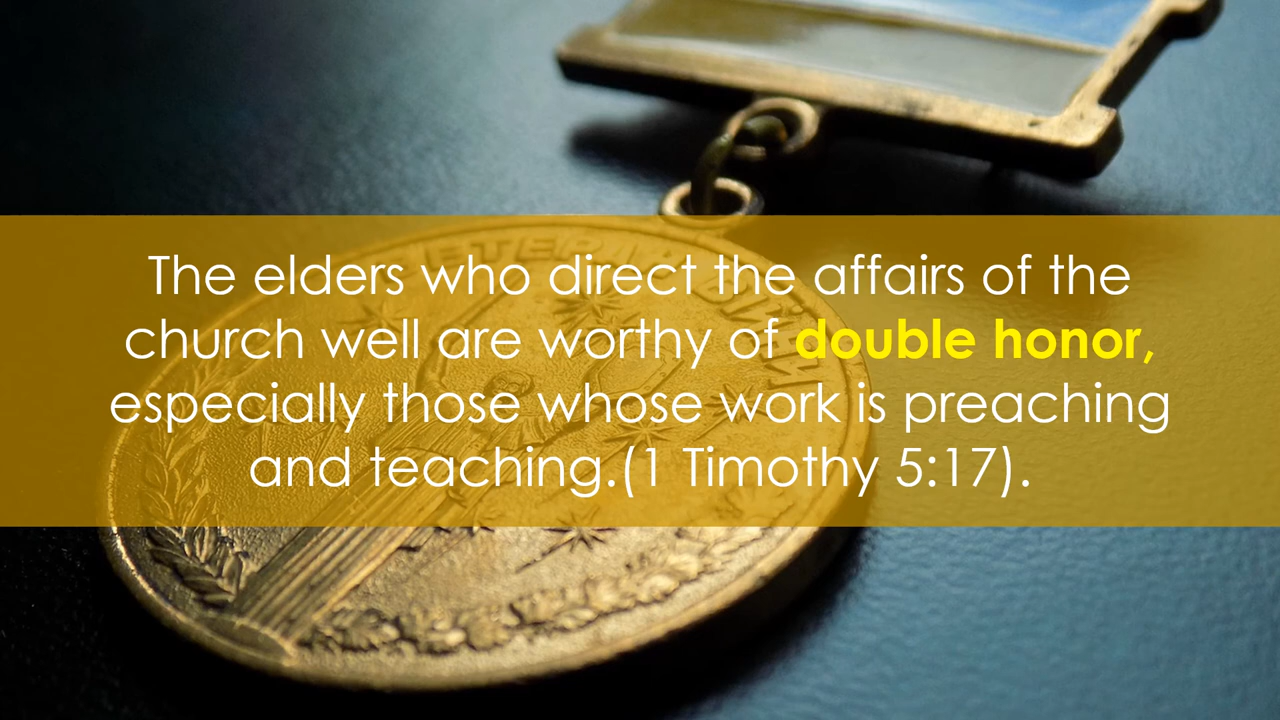 The elders who direct the affairs of the
church well are worthy of double honor,
especially those whose work is preaching
and teaching.(1 Timothy 5:17).